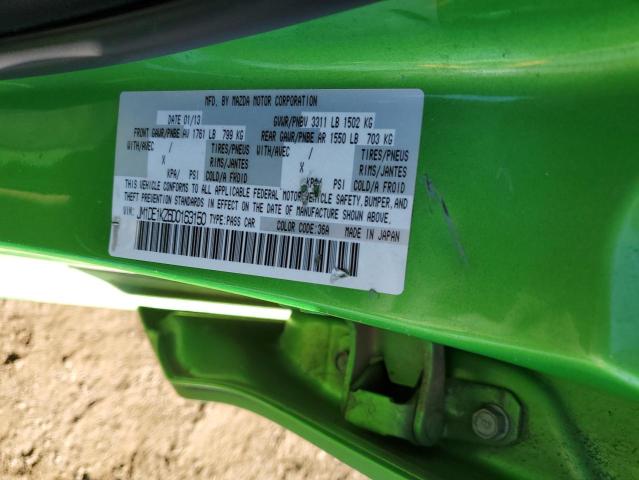 MFD. BY MAZDA MOTOR CORPORATION
DATE 01/13 GVWR/PNBV 3311 LB 1502 KG
FRONT GAWR/PNBE AV 1761 LB 799 KG REAR GAWR/PNBE AR 1550 LB 703 KG
WITH/AVEC / TIRES/PNEUS WITH/AVEC / TIRES/PNEUS
/ RIMS/JANTES / RIMS/JANTES
KPA/ PSI COLD/A FROID KPA/ PSI COLD/A FROID
THIS VEHICLE CONFORMS TO ALL APPLICABLE FEDERAL MOTOR VEHICLE SAFETY, BUMPER, AND
THEFT PREVENTION STANDARDS IN EFFECT ON THE DATE OF MANUFACTURE SHOWN ABOVE.
VIN: JM1DE1KZ5D0163150 TYPE:PASS CAR COLOR CODE:36A MADE IN JAPAN